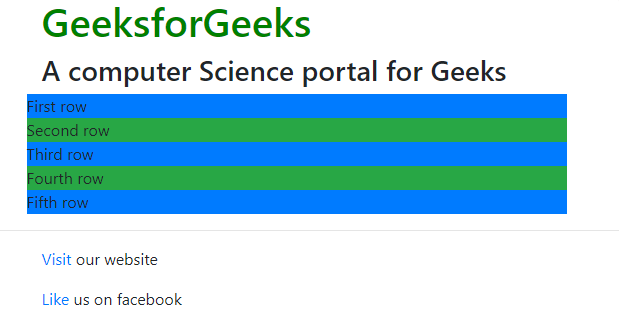 GeeksforGeeks
A computer Science portal for Geeks
First row
Second row
Third row
Fourth row
Fifth row
Visit our website
Like us on facebook